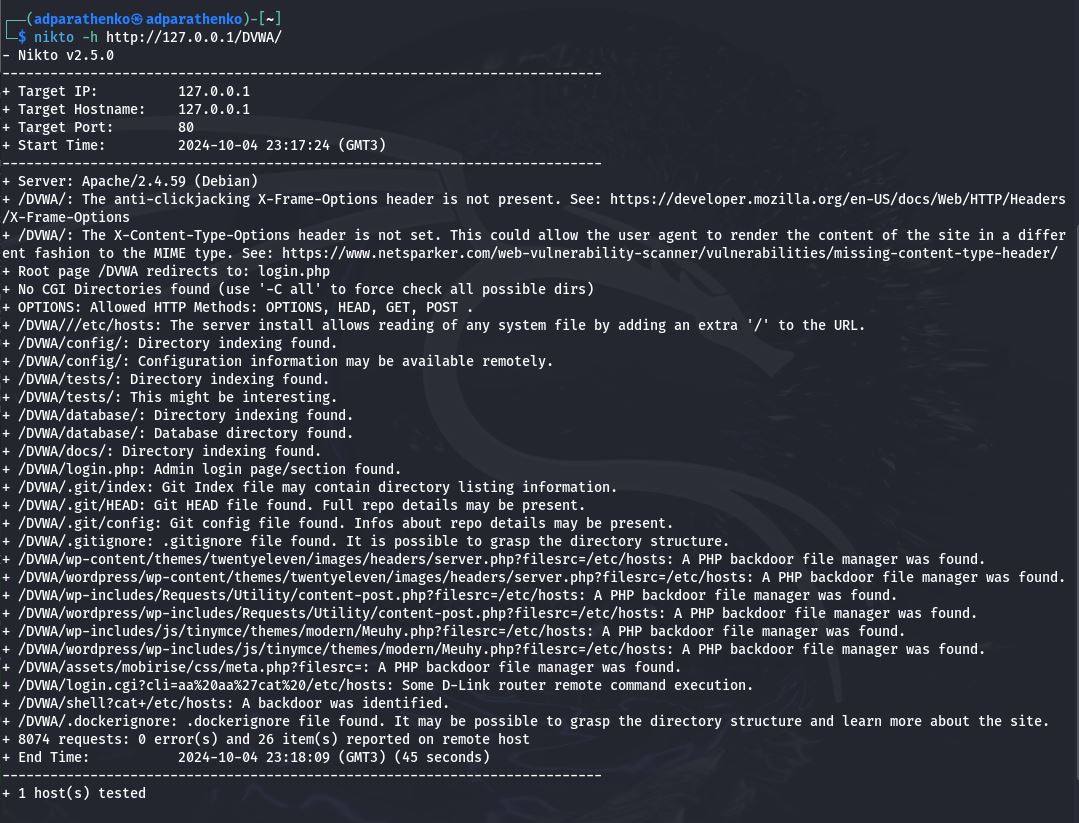 ┌──(adparathenko㉿adparathenko)-[~]
└─$ nikto -h http://127.0.0.1/DVWA/
- Nikto v2.5.0
---------------------------------------------------------------------------
+ Target IP:          127.0.0.1
+ Target Hostname:    127.0.0.1
+ Target Port:        80
+ Start Time:         2024-10-04 23:17:24 (GMT3)
---------------------------------------------------------------------------
+ Server: Apache/2.4.59 (Debian)
+ /DVWA/: The anti-clickjacking X-Frame-Options header is not present. See: https://developer.mozilla.org/en-US/docs/Web/HTTP/Headers
/X-Frame-Options
+ /DVWA/: The X-Content-Type-Options header is not set. This could allow the user agent to render the content of the site in a differ
ent fashion to the MIME type. See: https://www.netsparker.com/web-vulnerability-scanner/vulnerabilities/missing-content-type-header/
+ Root page /DVWA redirects to: login.php
+ No CGI Directories found (use '-C all' to force check all possible dirs)
+ OPTIONS: Allowed HTTP Methods: OPTIONS, HEAD, GET, POST .
+ /DVWA///etc/hosts: The server install allows reading of any system file by adding an extra '/' to the URL.
+ /DVWA/config/: Directory indexing found.
+ /DVWA/config/: Configuration information may be available remotely.
+ /DVWA/tests/: Directory indexing found.
+ /DVWA/tests/: This might be interesting.
+ /DVWA/database/: Directory indexing found.
+ /DVWA/database/: Database directory found.
+ /DVWA/docs/: Directory indexing found.
+ /DVWA/login.php: Admin login page/section found.
+ /DVWA/.git/index: Git Index file may contain directory listing information.
+ /DVWA/.git/HEAD: Git HEAD file found. Full repo details may be present.
+ /DVWA/.git/config: Git config file found. Infos about repo details may be present.
+ /DVWA/.gitignore: .gitignore file found. It is possible to grasp the directory structure.
+ /DVWA/wp-content/themes/twentyeleven/images/headers/server.php?filesrc=/etc/hosts: A PHP backdoor file manager was found.
+ /DVWA/wordpress/wp-content/themes/twentyeleven/images/headers/server.php?filesrc=/etc/hosts: A PHP backdoor file manager was found.
+ /DVWA/wp-includes/Requests/Utility/content-post.php?filesrc=/etc/hosts: A PHP backdoor file manager was found.
+ /DVWA/wordpress/wp-includes/Requests/Utility/content-post.php?filesrc=/etc/hosts: A PHP backdoor file manager was found.
+ /DVWA/wp-includes/js/tinymce/themes/modern/Meuhy.php?filesrc=/etc/hosts: A PHP backdoor file manager was found.
+ /DVWA/wordpress/wp-includes/js/tinymce/themes/modern/Meuhy.php?filesrc=/etc/hosts: A PHP backdoor file manager was found.
+ /DVWA/assets/mobirise/css/meta.php?filesrc=: A PHP backdoor file manager was found.
+ /DVWA/login.cgi?cli=aa%20aa%27cat%20/etc/hosts: Some D-Link router remote command execution.
+ /DVWA/shell?cat+/etc/hosts: A backdoor was identified.
+ /DVWA/.dockerignore: .dockerignore file found. It may be possible to grasp the directory structure and learn more about the site.
+ 8074 requests: 0 error(s) and 26 item(s) reported on remote host
+ End Time:           2024-10-04 23:18:09 (GMT3) (45 seconds)
---------------------------------------------------------------------------
+ 1 host(s) tested